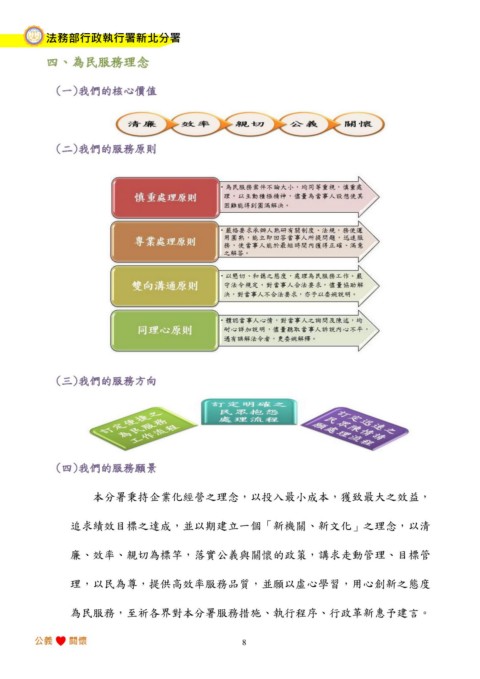 法務部行政執行署新北分署
四、為民服務理念
(一)我們的核心價值
清廉 效率 親切 公義 關懷
(二)我們的服務原則
慎重處理原則
•為民服務案件不論大小，均同等重視，慎重處
理，以主動積極精神，儘量為當事人設想使其
困難能得到圓滿解決。
專業處理原則
•嚴格要求承辦人熟研有關制度、法規，務使運
用圓熟，能立即回答當事人所提問題，迅速服
務，使當事人能於最短時間內獲得正確、滿意
之解答。
雙向溝通原則
•以懇切、和藹之態度，處理為民服務工作，嚴
守法令規定，對當事人合法要求，儘量協助解
決，對當事人不合法要求，亦予以委婉說明。
同理心原則
•體認當事人心情，對當事人之詢問及陳述，均
耐心詳加說明，儘量聽取當事人訴說內心不平，
遇有誤解法令者，更委婉解釋。
(三)我們的服務方向
訂定便捷之
為民服務
工作流程
訂定明確之
民眾抱怨
處理流程
訂定迅速之
民眾陳情請
願處理流程
(四)我們的服務願景
本分署秉持企業化經營之理念，以投入最小成本，獲致最大之效益，
追求績效目標之達成，並以期建立一個「新機關、新文化」之理念，以清
廉、效率、親切為標竿，落實公義與關懷的政策，講求走動管理、目標管
理，以民為尊，提供高效率服務品質，並願以虛心學習，用心創新之態度
為民服務，至祈各界對本分署服務措施、執行程序、行政革新惠予建言。
公義 關懷
8